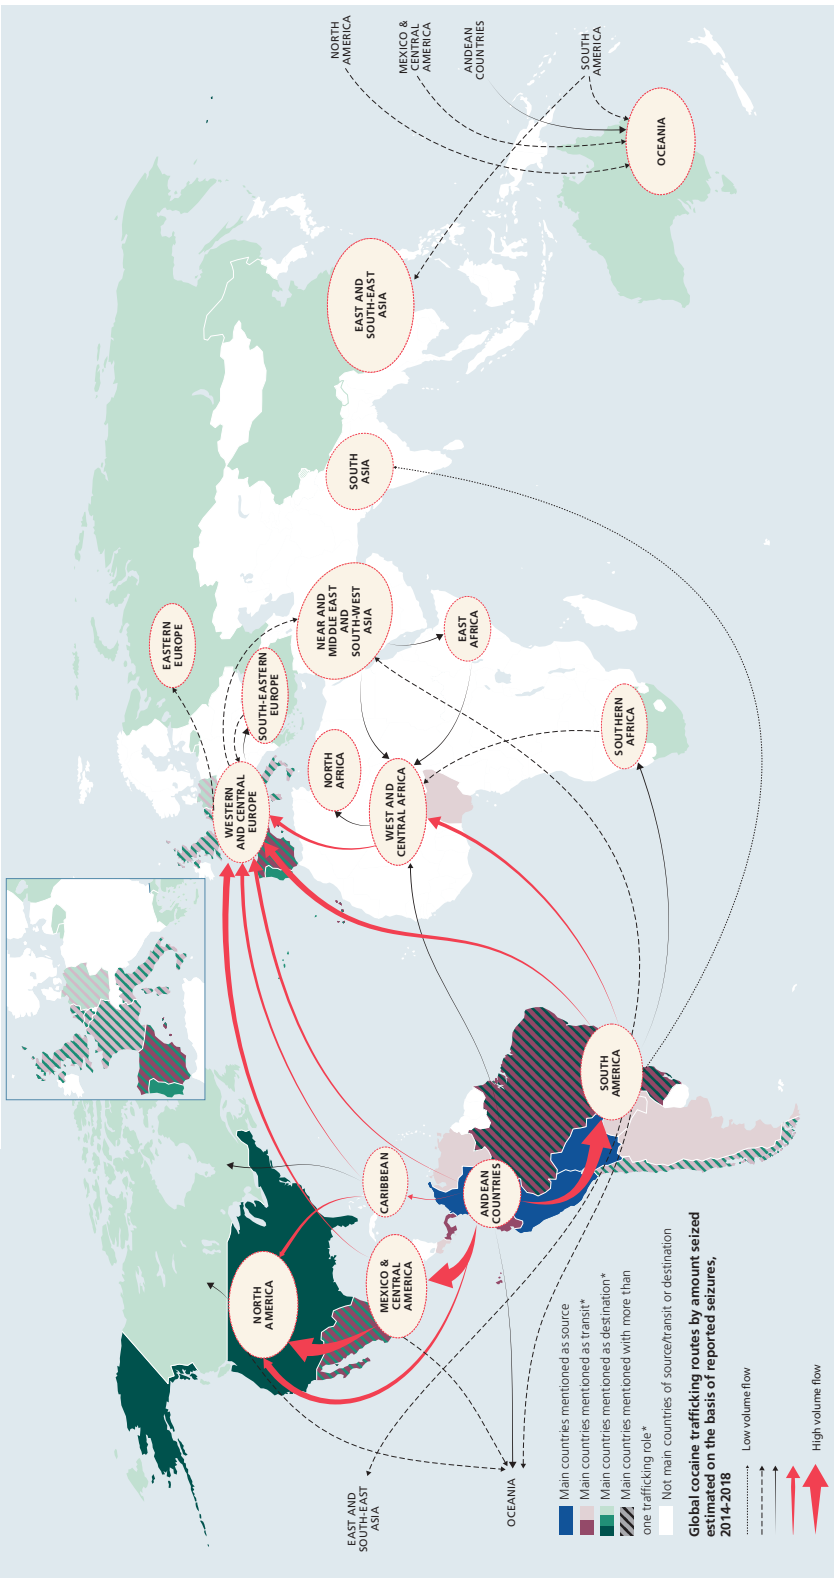 NORTH
AMERICA
MEXICO &
CENTRAL
AMERICA
ANDEAN
COUNTRIES
SOUTH
AMERICA
OCEANIA
EAST AND
SOUTH-EAST
ASIA
SOUTH
ASIA
NEAR AND
MIDDLE EAST
AND
SOUTH-WEST
ASIA
EAST
AFRICA
EASTERN
EUROPE
SOUTH-EASTERN
EUROPE
SOUTHERN
AFRICA
NORTH
AFRICA
WESTERN
AND CENTRAL
EUROPE
WEST AND
CENTRAL AFRICA
SOUTH
AMERICA
CARIBBEAN
ANDEAN
COUNTRIES
NORTH
AMERICA
MEXICO &
CENTRAL
AMERICA
EAST AND
SOUTH-EAST
ASIA
OCEANIA
Main countries mentioned as source
Main countries mentioned as transit*
Main countries mentioned as destination*
Main countries mentioned with more than
one trafficking role*
Not main countries of source/transit or destination
Global cocaine trafficking routes by amount seized
estimated on the basis of reported seizures,
2014-2018
Low volume flow
High volume flow